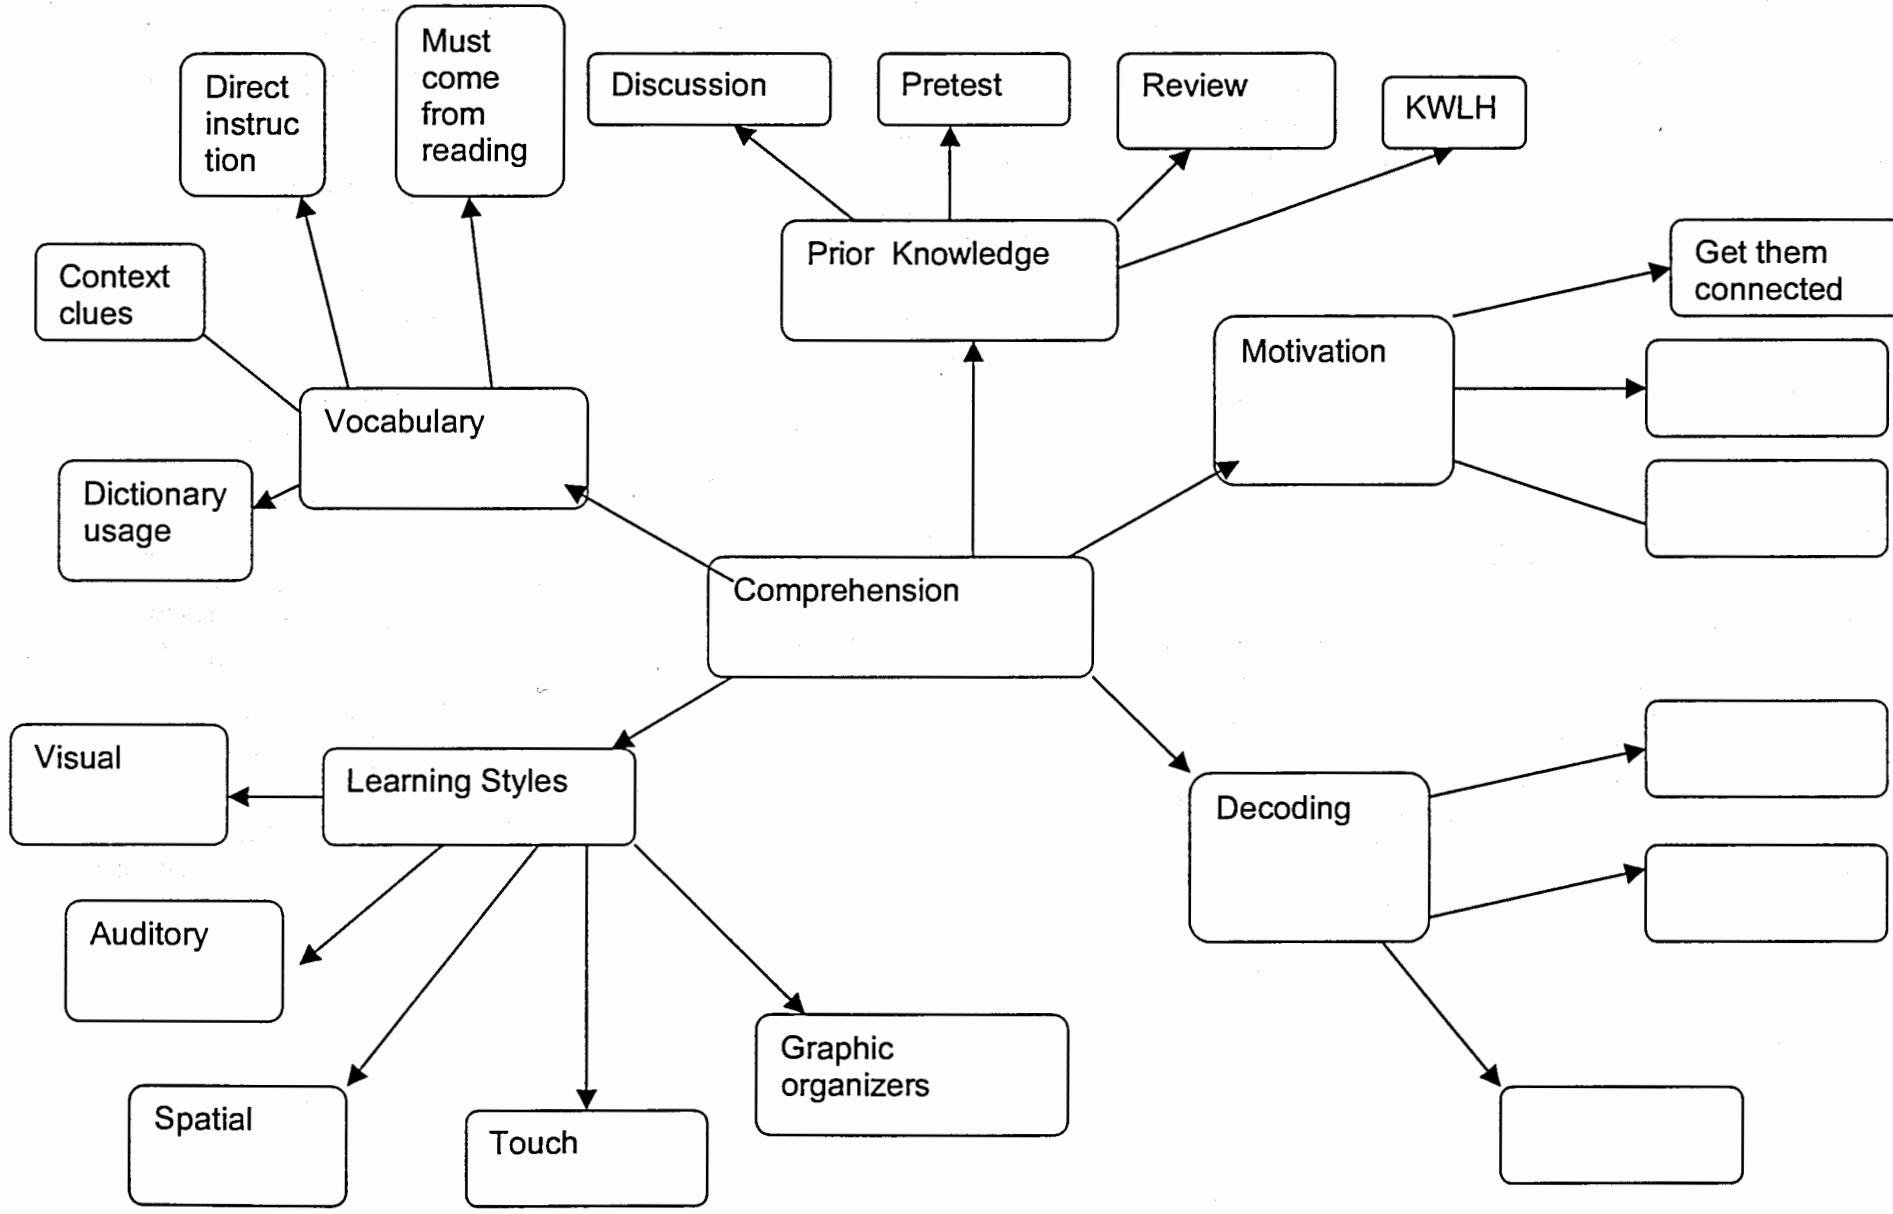 Must
come
from
reading
Direct
instruc
tion
Discussion
Pretest
Review
KWLH
Context
clues
Prior  Knowledge
Get them
connected
Motivation
Vocabulary
Dictionary
usage
Comprehension
Visual
Learning Styles
Decoding
Auditory
Graphic
organizers
Spatial
Touch